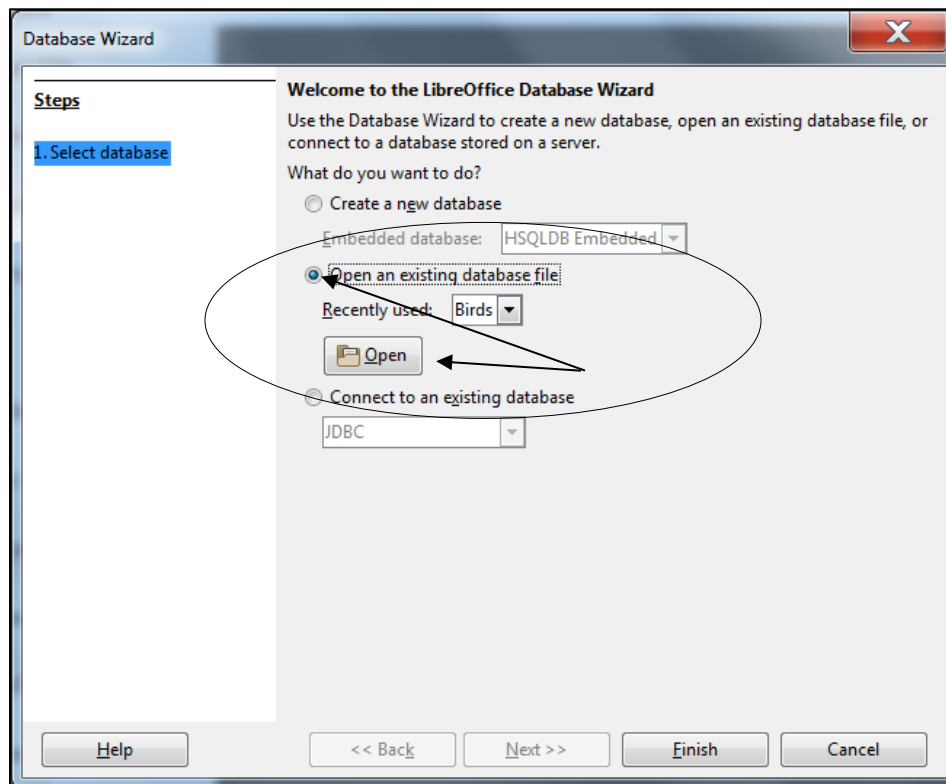 Database Wizard
Steps
1. Select database
Welcome to the LibreOffice Database Wizard
Use the Database Wizard to create a new database, open an existing database file, or
connect to a database stored on a server.
What do you want to do?
Create a new database
Embedded database: HSQLDB Embedded
Open an existing database file
Recently used: Birds
Open
Connect to an existing database
JDBC
Help << Back Next >> Finish Cancel